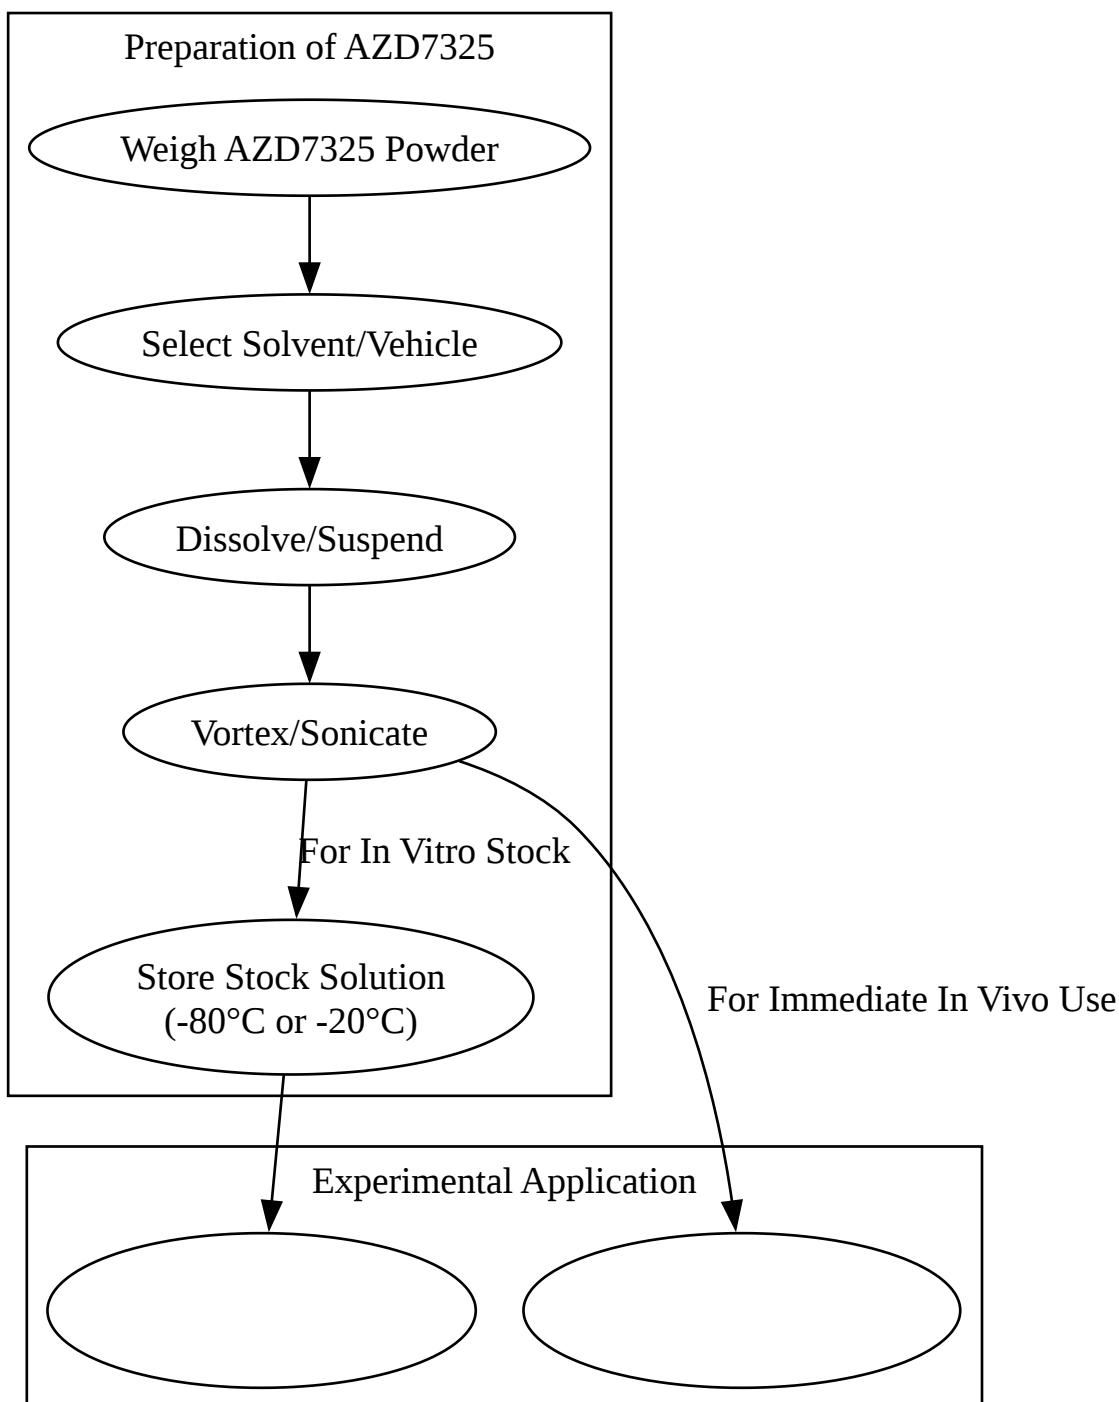 Preparation of AZD7325
Weigh AZD7325 Powder
Select Solvent/Vehicle
Dissolve/Suspend
Vortex/Sonicate
For In Vitro Stock
Store Stock Solution
(-80°C or -20°C)
For Immediate In Vivo Use
Experimental Application